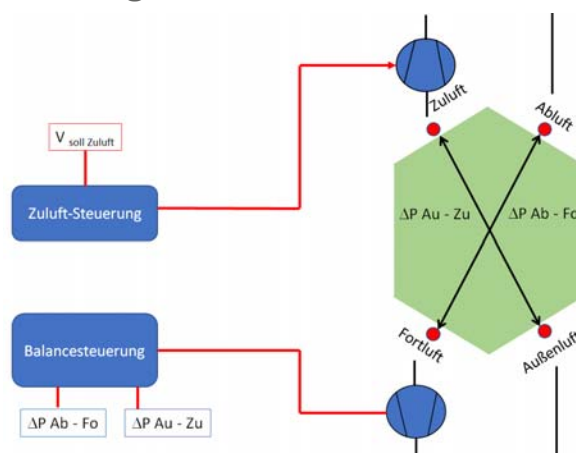 Zuluft
Abluft
V soll Zuluft
Zuluft-Steuerung
ΔP Au - Zu
ΔP Ab - Fo
Balancesteuerung
Fortluft
Außenluft
ΔP Ab - Fo
ΔP Au - Zu